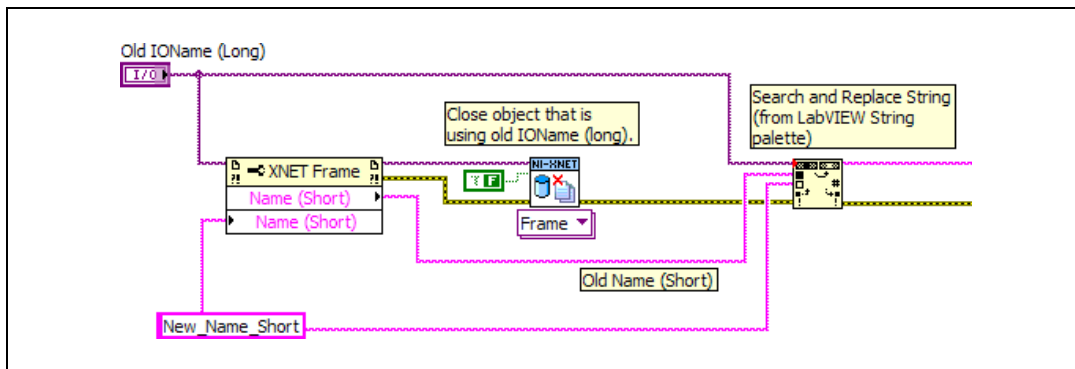 Old IOName (Long)
I/O
Close object that is
using old IOName (long).
Search and Replace String
(from LabVIEW String
palette)
XNET Frame
?! ?!
Name (Short)
Name (Short)
NI-XNET
? F
Frame
#
Old Name (Short)
New_Name_Short